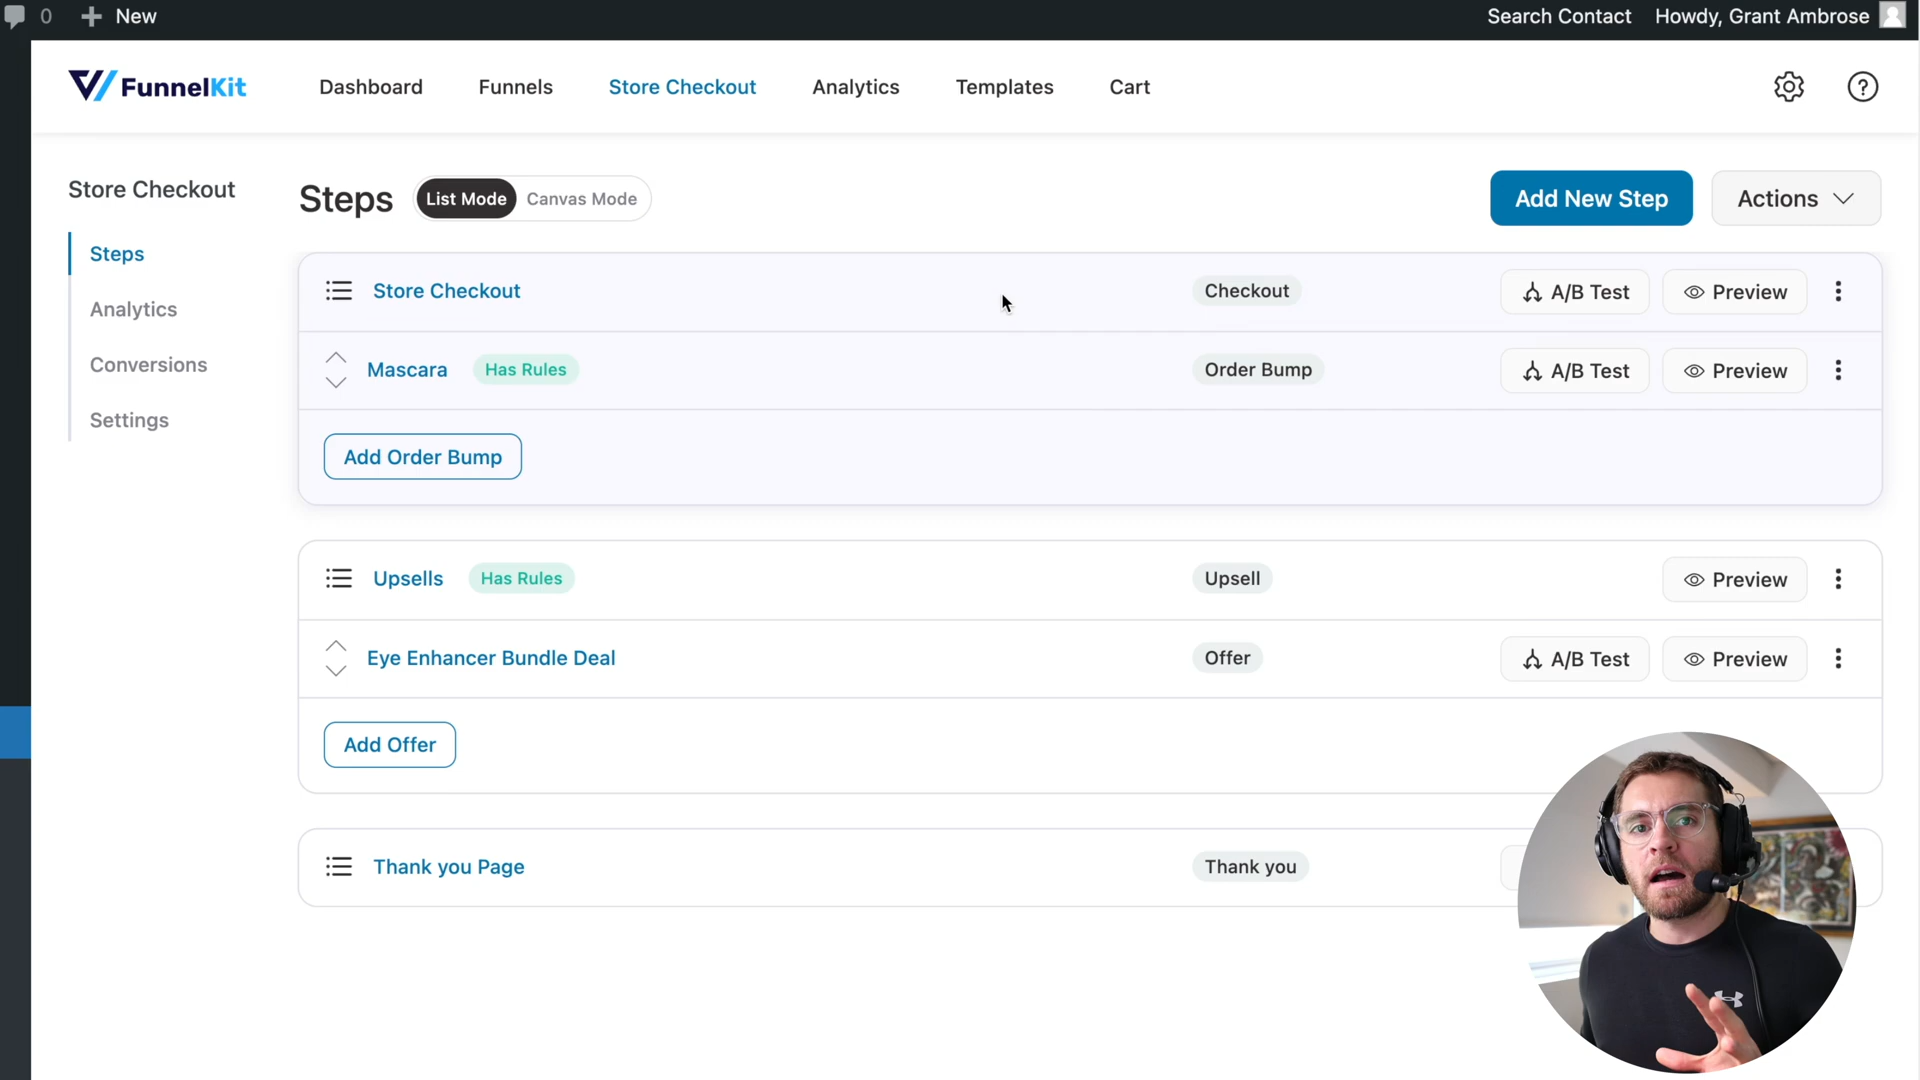 0 New Search Contact Howdy, Grant Ambrose
FunnelKit Dashboard Funnels Store Checkout Analytics Templates Cart ?
Store Checkout
Steps
Analytics
Conversions
Settings
Steps List Mode Canvas Mode Add New Step Actions
Store Checkout Checkout A/B Test Preview
Mascara Has Rules Order Bump A/B Test Preview
Add Order Bump
Upsells Has Rules Upsell Preview
Eye Enhancer Bundle Deal Offer A/B Test Preview
Add Offer
Thank you Page Thank you